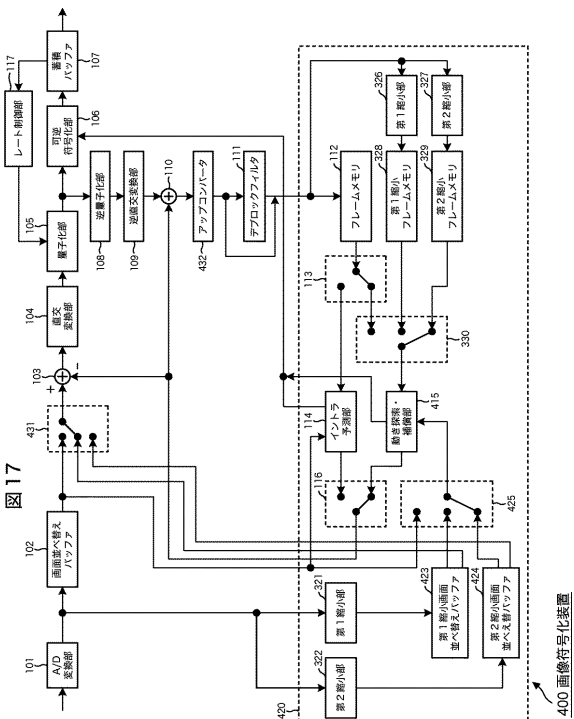 図17
101
A/D
変換部
102
画面並べ替え
バッファ
431
103
+
−
104
直交
変換部
105
量子化部
106
可逆
符号化部
107
蓄積
バッファ
117
レート制御部
108
逆量子化部
109
逆直交変換部
110
432
アップコンバータ
111
デブロックフィルタ
112
フレームメモリ
326
第1縮小部
327
第2縮小部
328
第1縮小
フレームメモリ
329
第2縮小
フレームメモリ
113
330
114
イントラ
予測部
415
動き探索・
補償部
116
425
321
第1縮小部
322
第2縮小部
423
第1縮小画面
並べ替えバッファ
424
第2縮小画面
並べえ替バッファ
420
400 画像符号化装置